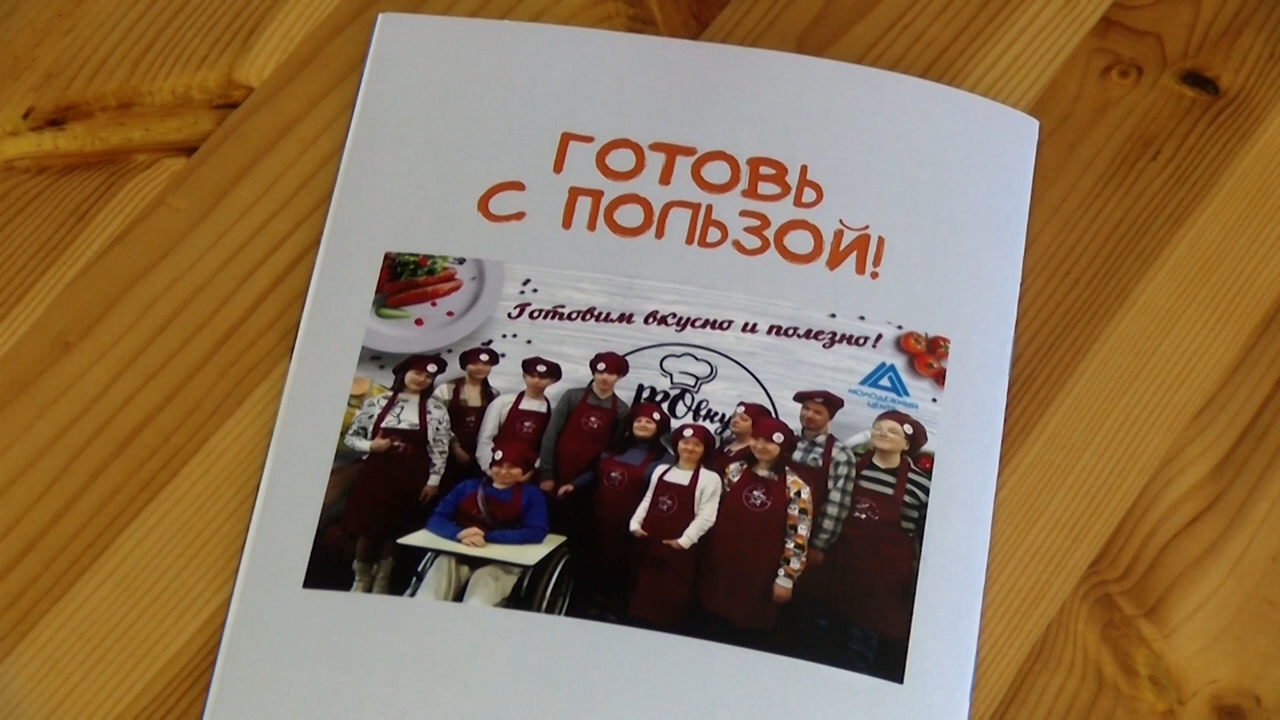 ГОТОВЬ
С ПОЛЬЗОЙ!
Готовим вкусно и полезно!
МОЛОДЕЖНЫЙ
ЦЕНТР